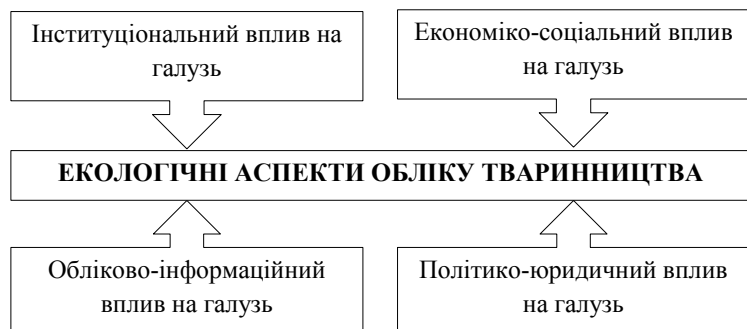 Інституціональний вплив на
галузь
Економіко-соціальний вплив
на галузь
ЕКОЛОГІЧНІ АСПЕКТИ ОБЛІКУ ТВАРИННИЦТВА
Обліково-інформаційний
вплив на галузь
Політико-юридичний вплив
на галузь